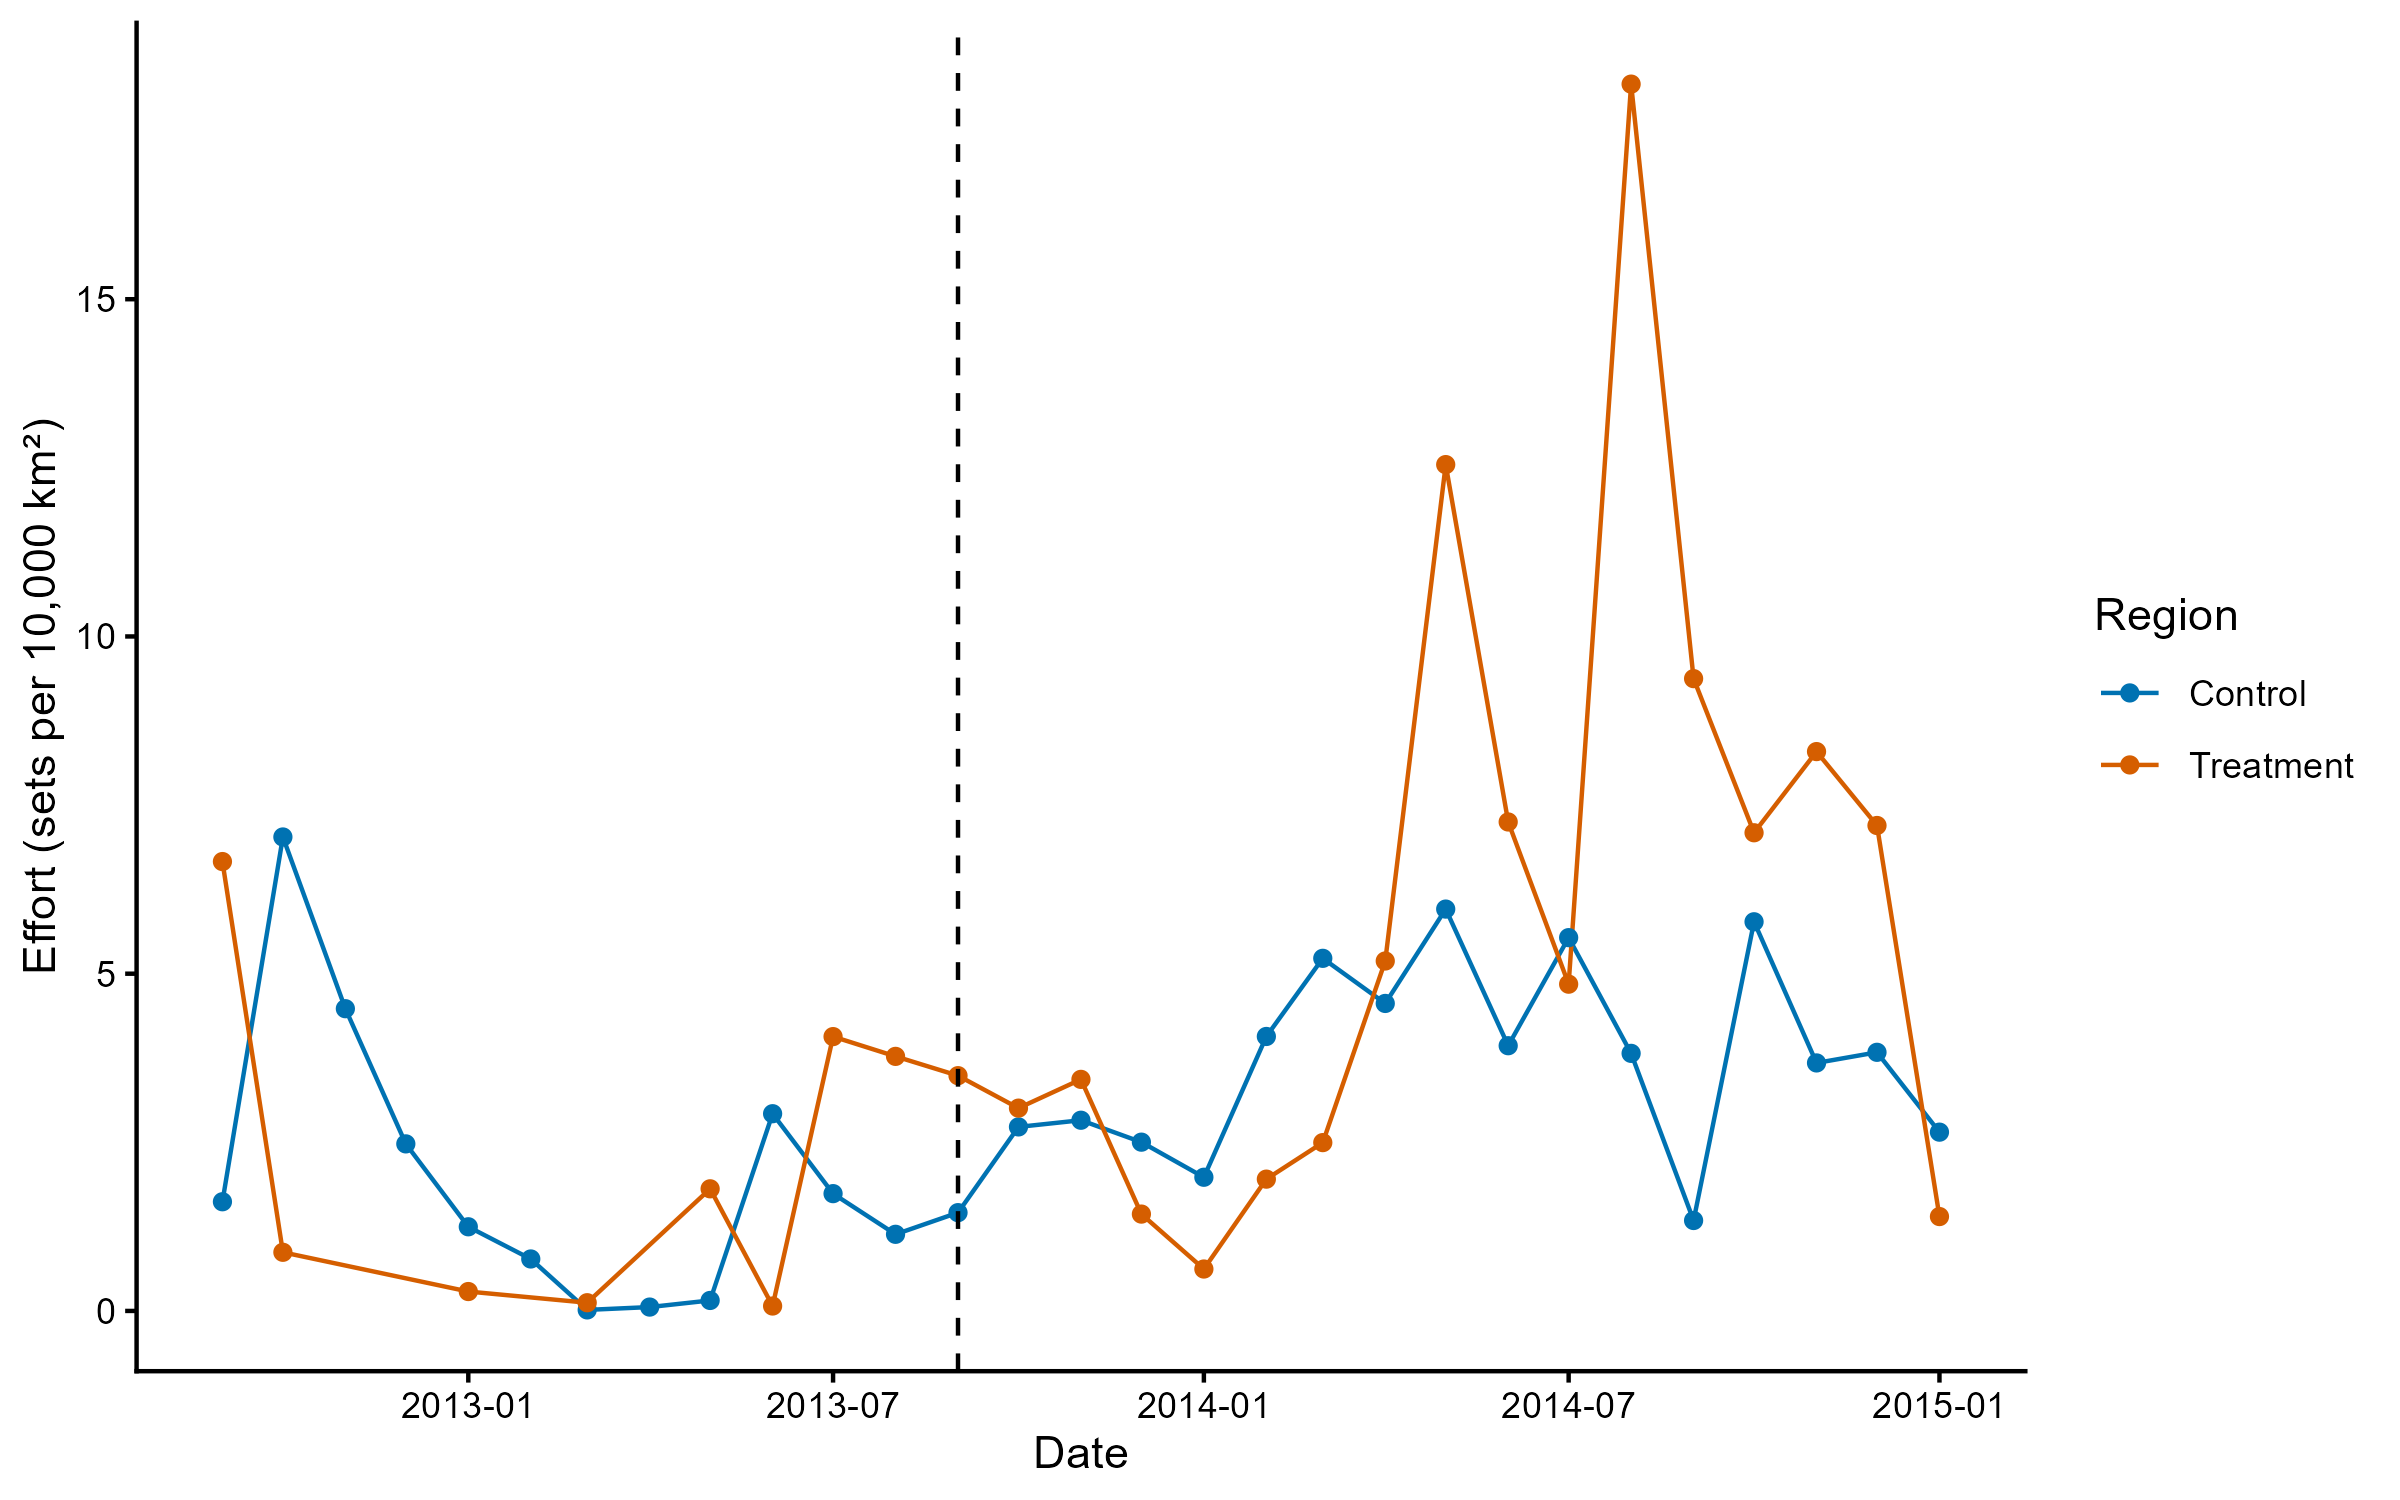 Effort (sets per 10,000 km²)
15
10
5
0
2013-01
2013-07
2014-01
2014-07
2015-01
Date
Region
Control
Treatment